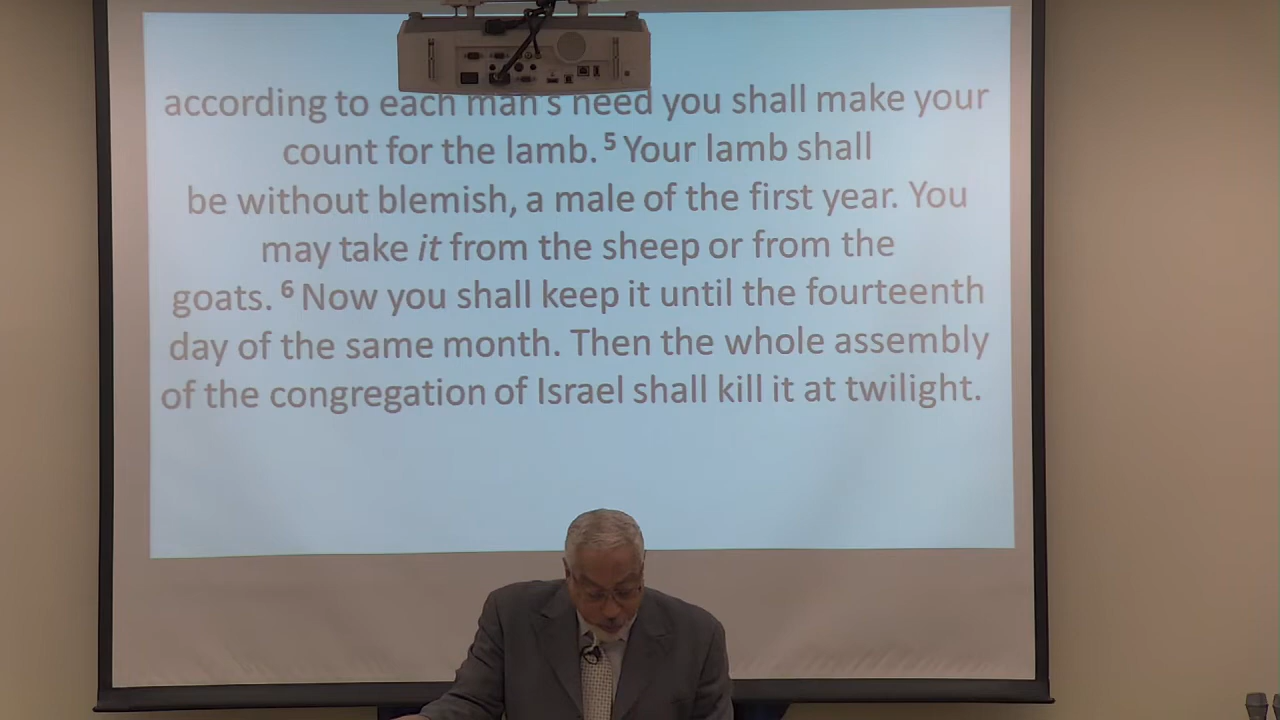 according to each man's need you shall make your
count for the lamb. 5 Your lamb shall
be without blemish, a male of the first year. You
may take it from the sheep or from the
goats. 6 Now you shall keep it until the fourteenth
day of the same month. Then the whole assembly
of the congregation of Israel shall kill it at twilight.